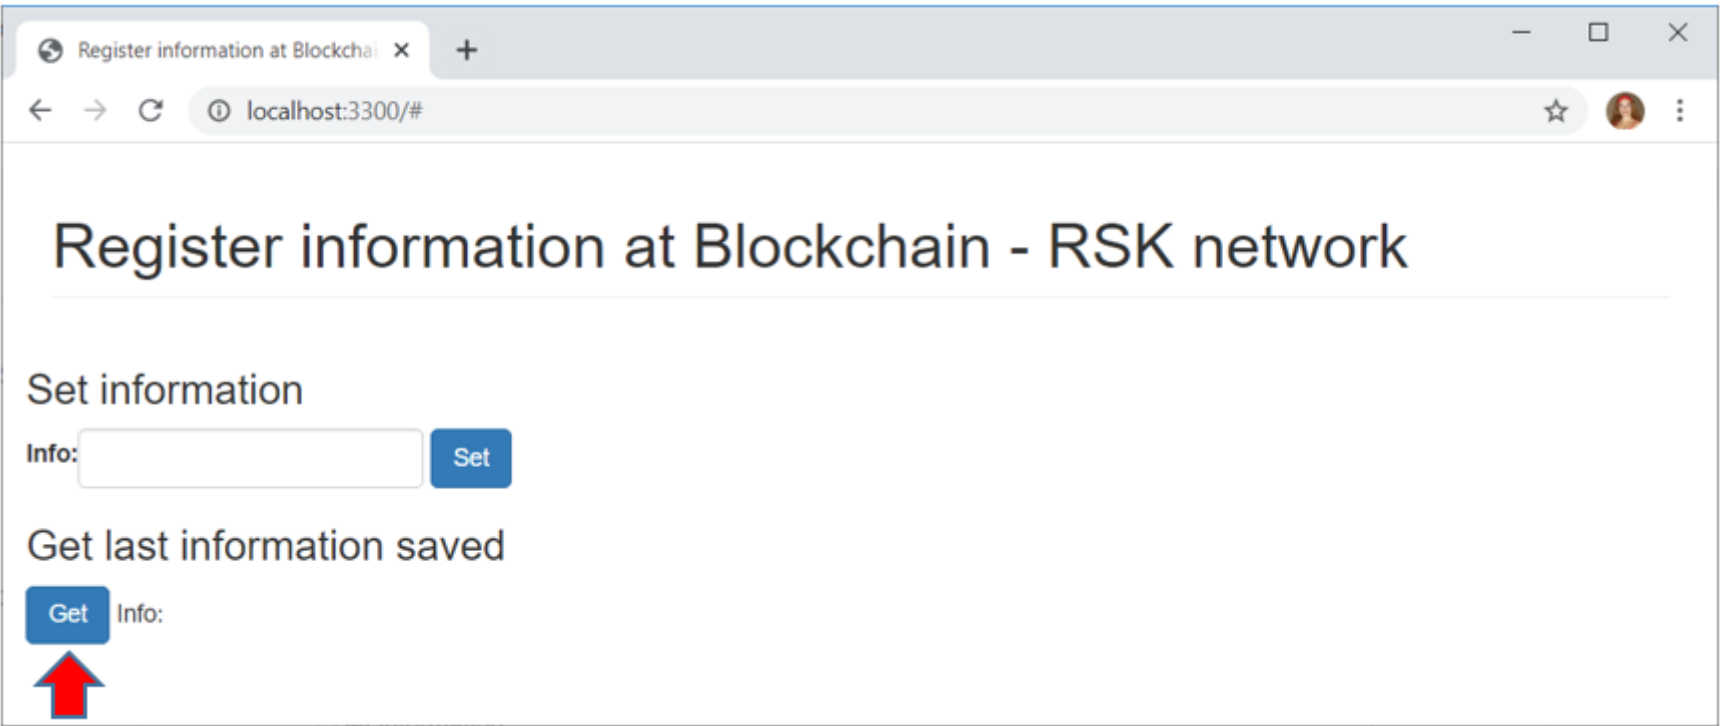 Register information at Blockchai
localhost:3300/#
Register information at Blockchain - RSK network
Set information
Info: Set
Get last information saved
Get Info: